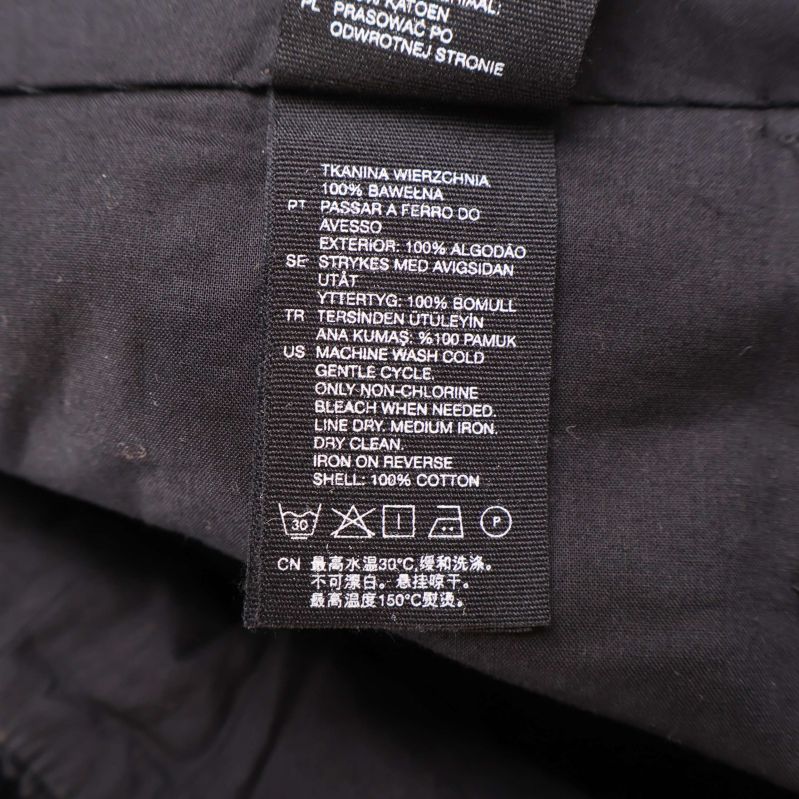 KATOEN
PL PRASOWAĆ PO
ODWROTNEJ STRONIE
TKANINA WIERZCHNIA
100% BAWEŁNA
PT PASSAR A FERRO DO
AVESSO
EXTERIOR: 100% ALGODÃO
SE STRYKES MED AVIGSIDAN
UTÅT
YTTERTYG: 100% BOMULL
TR TERSİNDEN ÜTÜLEYİN
ANA KUMAŞ: %100 PAMUK
US MACHINE WASH COLD
GENTLE CYCLE.
ONLY NON-CHLORINE
BLEACH WHEN NEEDED.
LINE DRY. MEDIUM IRON.
DRY CLEAN.
IRON ON REVERSE
SHELL: 100% COTTON
30 P
CN 最高水温30°C,缓和洗涤。
不可漂白。悬挂晾干。
最高温度150°C熨烫。